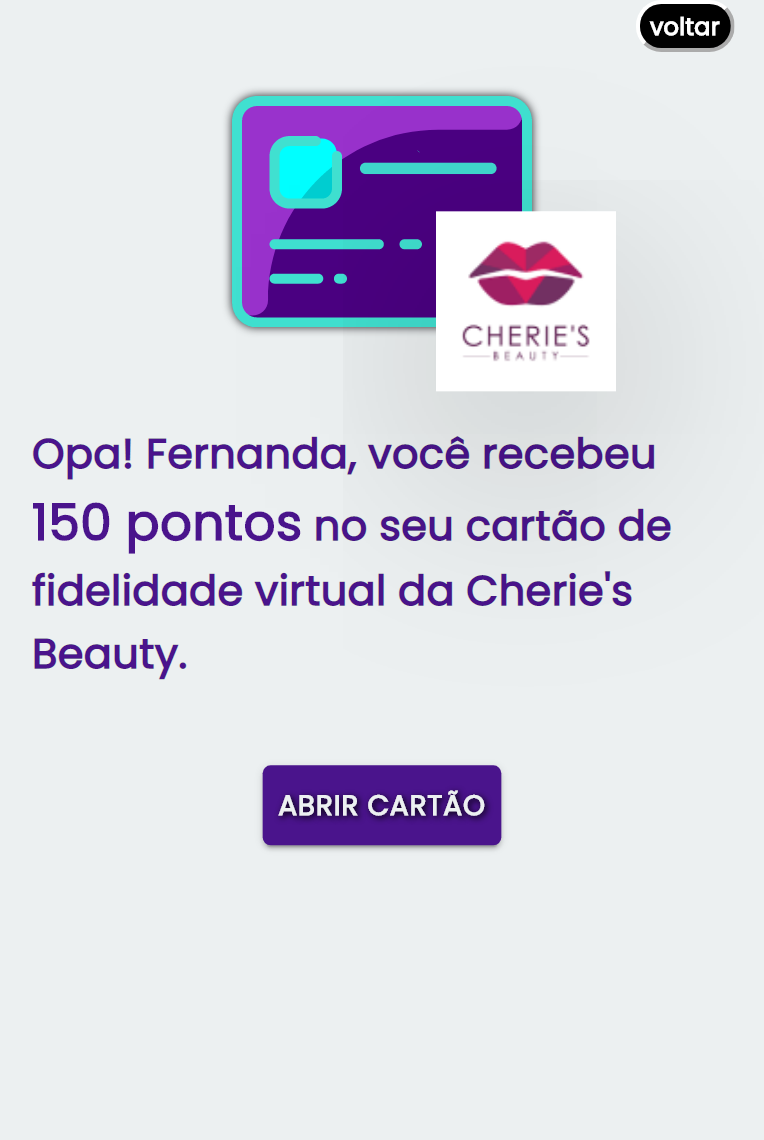 voltar
CHERIE'S
BEAUTY
Opa! Fernanda, você recebeu
150 pontos no seu cartão de
fidelidade virtual da Cherie's
Beauty.
ABRIR CARTÃO